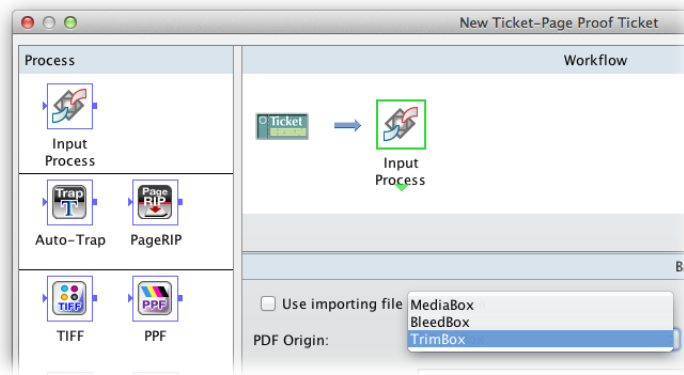 New Ticket-Page Proof Ticket
Process
Workflow
Ticket
Input
Process
Input
Process
Trap
T
Page
RIP
Auto-Trap
PageRIP
TIFF
PPF
TIFF
PPF
B
Use importing file
PDF Origin:
MediaBox
BleedBox
TrimBox